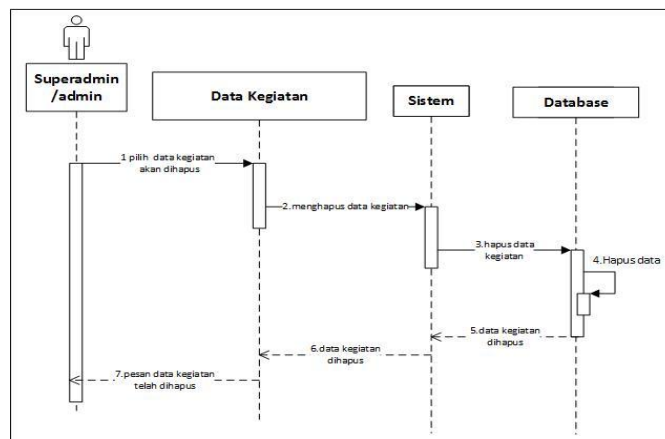 Superadmin
/admin
Data Kegiatan
Sistem
Database
1 pilih data kegiatan
akan dihapus
2.menghapus data kegiatan
3.hapus data
kegiatan
4.Hapus data
5.data kegiatan
dihapus
6.data kegiatan
dihapus
7.pesan data kegiatan
telah dihapus